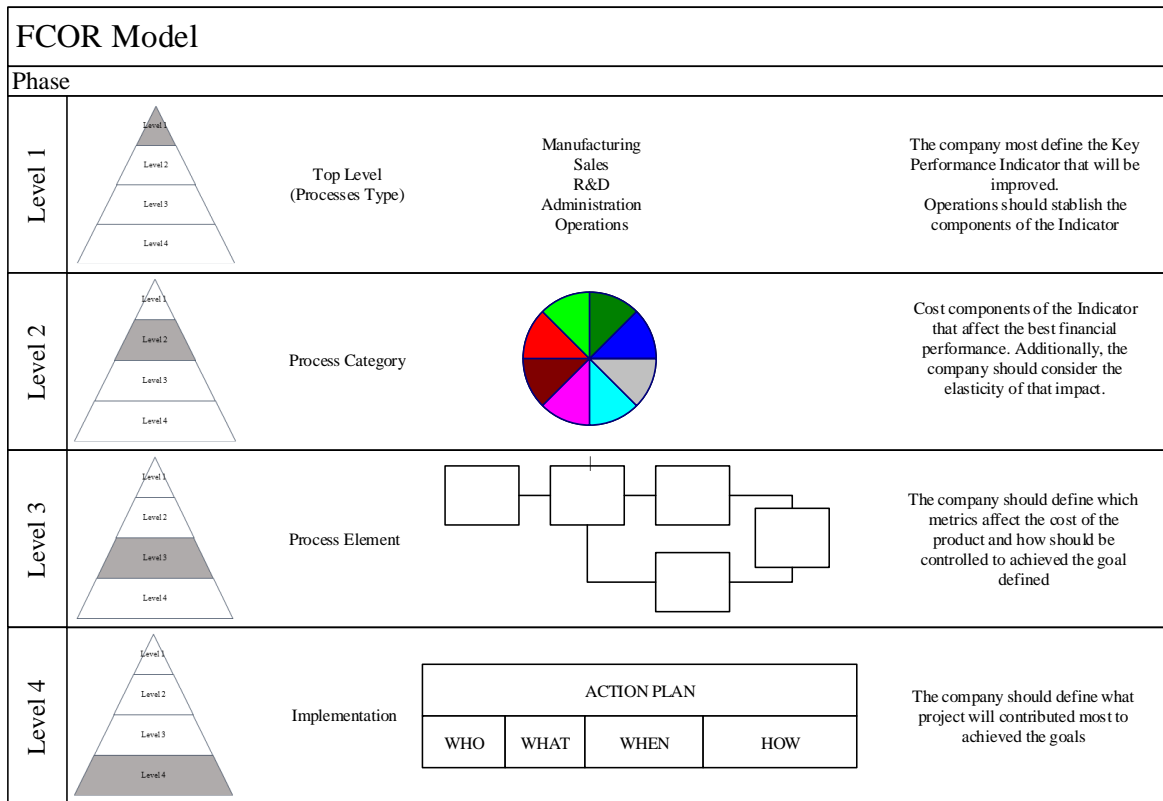 FCOR Model
Phase
Level 1
Level 1
Level 2
Level 3
Level 4
Top Level
(Processes Type)
Manufacturing
Sales
R&D
Administration
Operations
The company most define the Key
Performance Indicator that will be
improved.
Operations should stablish the
components of the Indicator
Level 2
Level 1
Level 2
Level 3
Level 4
Process Category
Cost components of the Indicator
that affect the best financial
performance. Additionally, the
company should consider the
elasticity of that impact.
Level 3
Level 1
Level 2
Level 3
Level 4
Process Element
The company should define which
metrics affect the cost of the
product and how should be
controlled to achieved the goal
defined
Level 4
Level 1
Level 2
Level 3
Level 4
Implementation
ACTION PLAN
WHO WHAT WHEN HOW
The company should define what
project will contributed most to
achieved the goals